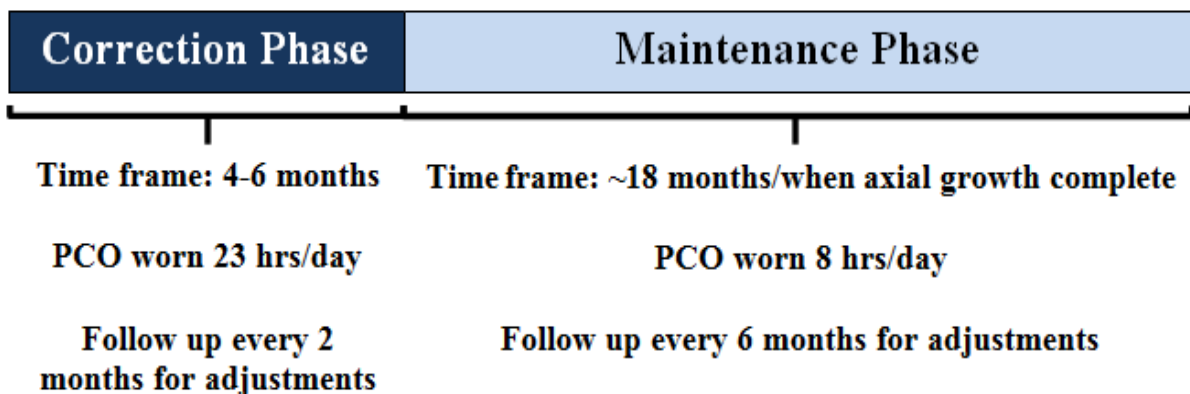 Correction Phase
Maintenance Phase
Time frame: 4-6 months
Time frame: ~18 months/when axial growth complete
PCO worn 23 hrs/day
PCO worn 8 hrs/day
Follow up every 2
months for adjustments
Follow up every 6 months for adjustments